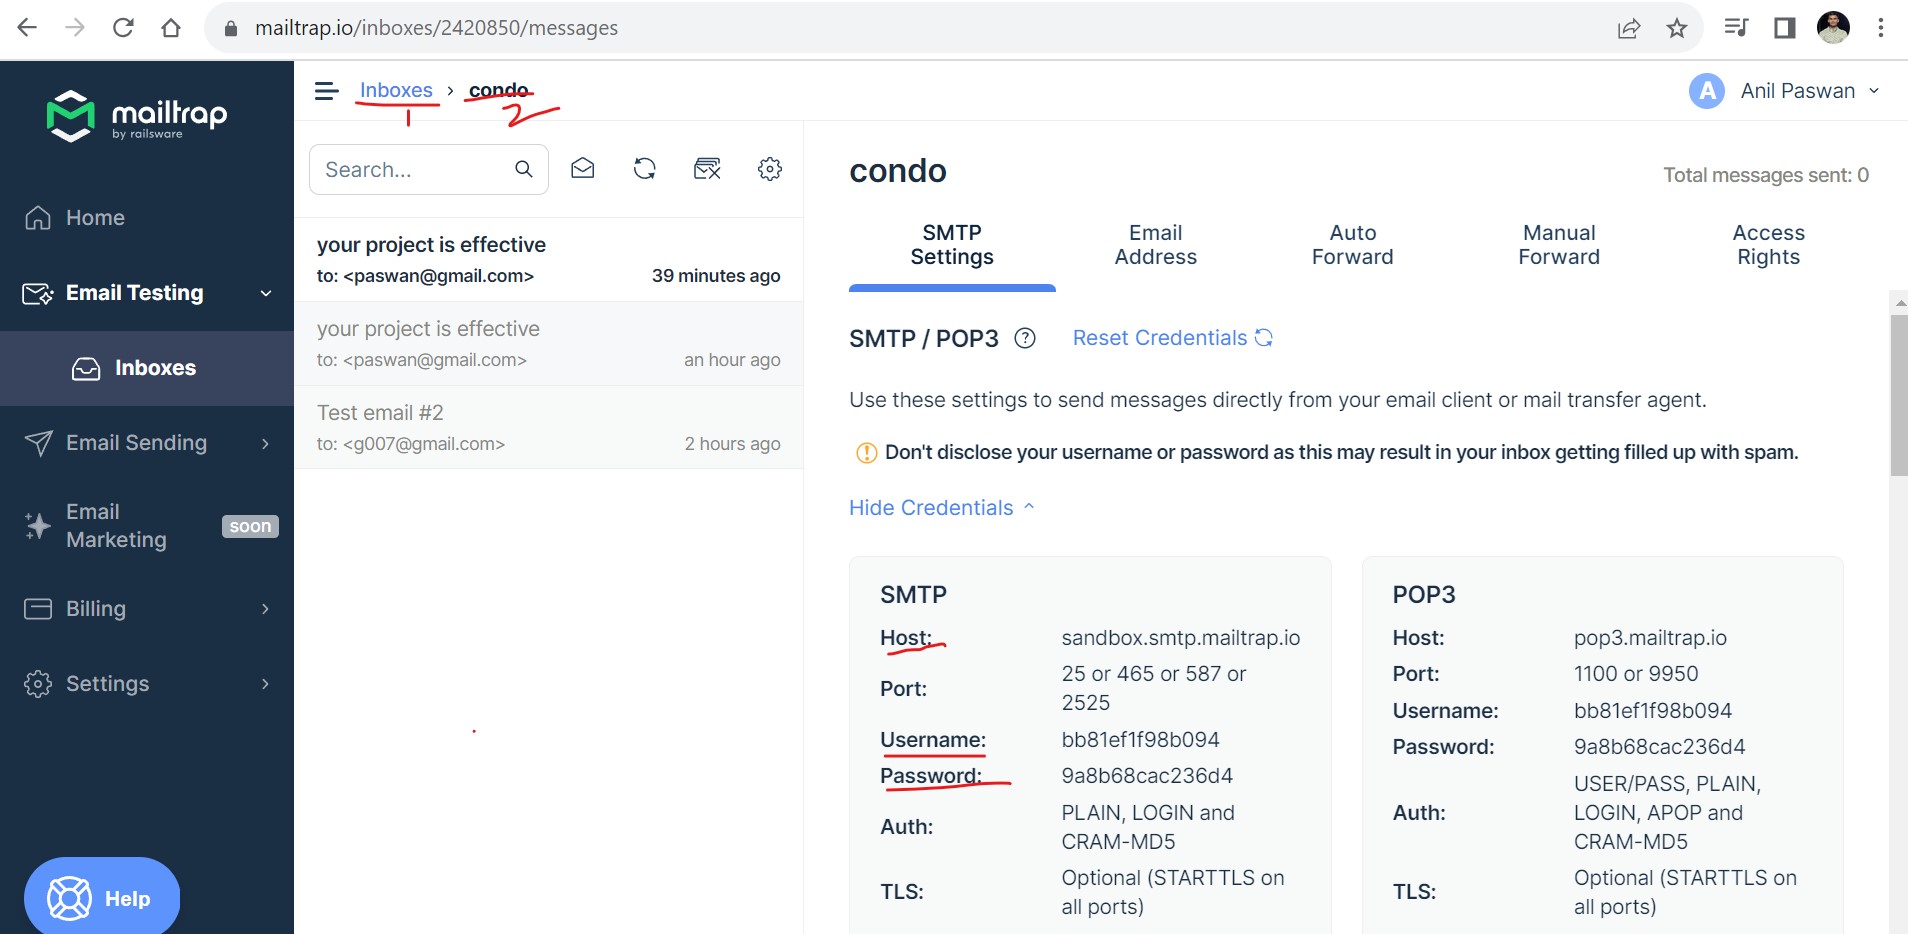 mailtrap.io/inboxes/2420850/messages
mailtrap
by railsware
Home
Email Testing
Inboxes
Email Sending
Email
Marketing
soon
Billing
Settings
Help
Inboxes › condo
1 2
A Anil Paswan
Search...
your project is effective
to: <paswan@gmail.com> 39 minutes ago
your project is effective
to: <paswan@gmail.com> an hour ago
Test email #2
to: <g007@gmail.com> 2 hours ago
condo
Total messages sent: 0
SMTP
Settings
Email
Address
Auto
Forward
Manual
Forward
Access
Rights
SMTP / POP3 ? Reset Credentials
Use these settings to send messages directly from your email client or mail transfer agent.
Don't disclose your username or password as this may result in your inbox getting filled up with spam.
Hide Credentials
SMTP
Host: sandbox.smtp.mailtrap.io
Port: 25 or 465 or 587 or
2525
Username: bb81ef1f98b094
Password: 9a8b68cac236d4
Auth: PLAIN, LOGIN and
CRAM-MD5
TLS: Optional (STARTTLS on
all ports)
POP3
Host: pop3.mailtrap.io
Port: 1100 or 9950
Username: bb81ef1f98b094
Password: 9a8b68cac236d4
Auth: USER/PASS, PLAIN,
LOGIN, APOP and
CRAM-MD5
TLS: Optional (STARTTLS on
all ports)